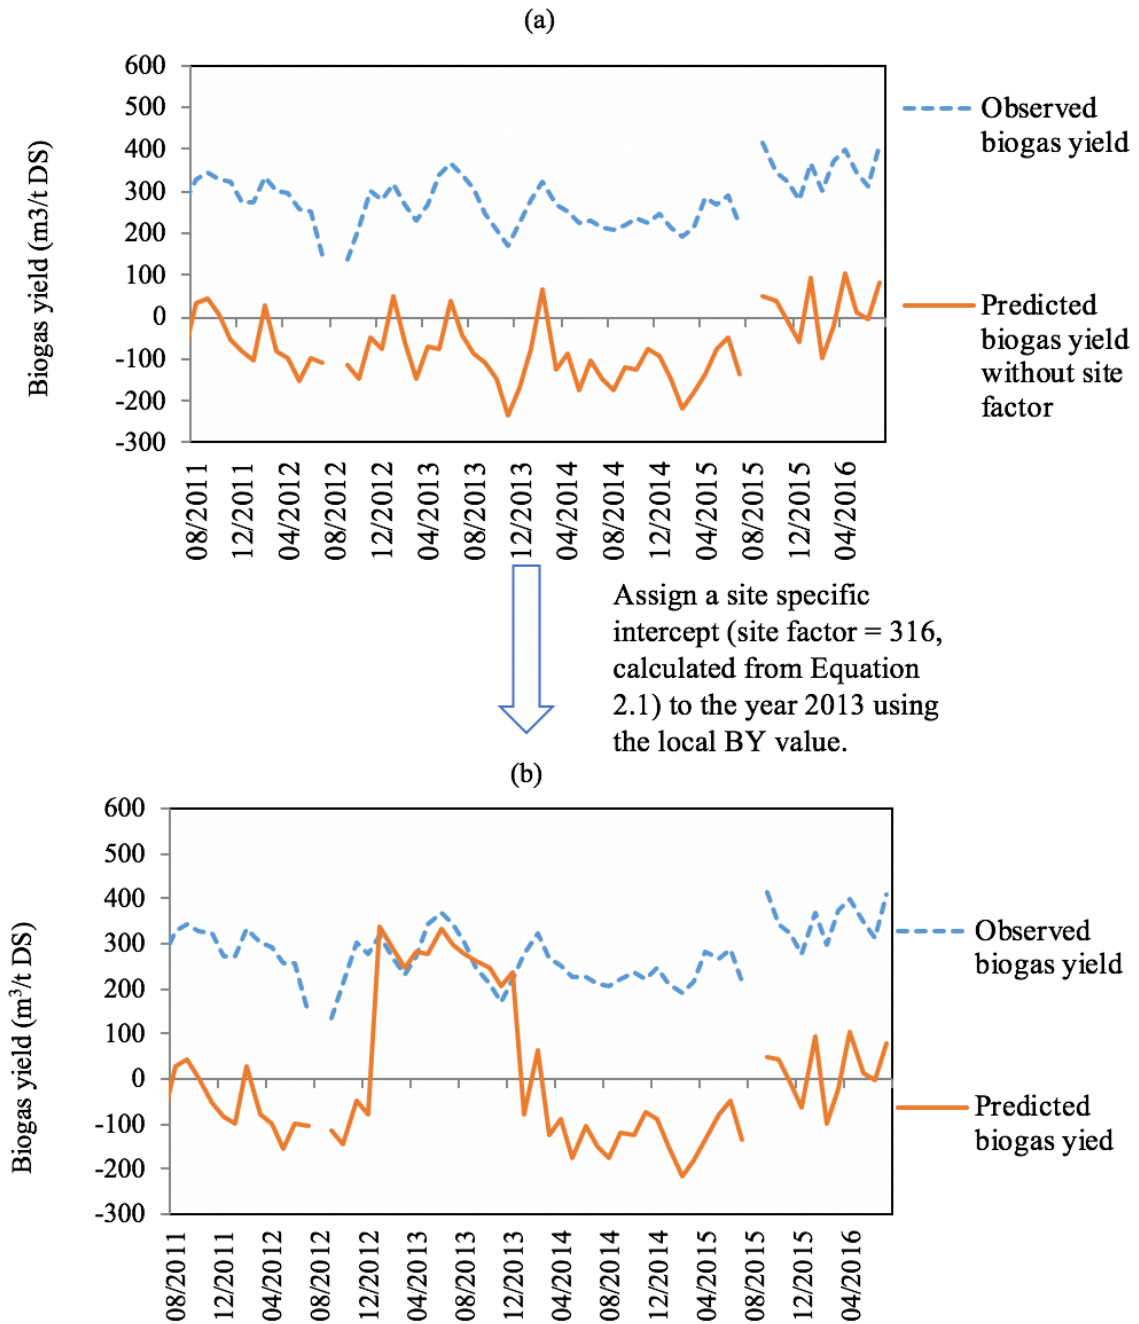 (a)
600
500
400
300
200
100
0
-100
-200
-300
Biogas yield (m3/t DS)
08/2011
12/2011
04/2012
08/2012
12/2012
04/2013
08/2013
12/2013
04/2014
08/2014
12/2014
04/2015
08/2015
12/2015
04/2016
Observed
biogas yield
Predicted
biogas yield
without site
factor
Assign a site specific
intercept (site factor = 316,
calculated from Equation
2.1) to the year 2013 using
the local BY value.
(b)
600
500
400
300
200
100
0
-100
-200
-300
Biogas yield (m³/t DS)
08/2011
12/2011
04/2012
08/2012
12/2012
04/2013
08/2013
12/2013
04/2014
08/2014
12/2014
04/2015
08/2015
12/2015
04/2016
Observed
biogas yield
Predicted
biogas yied